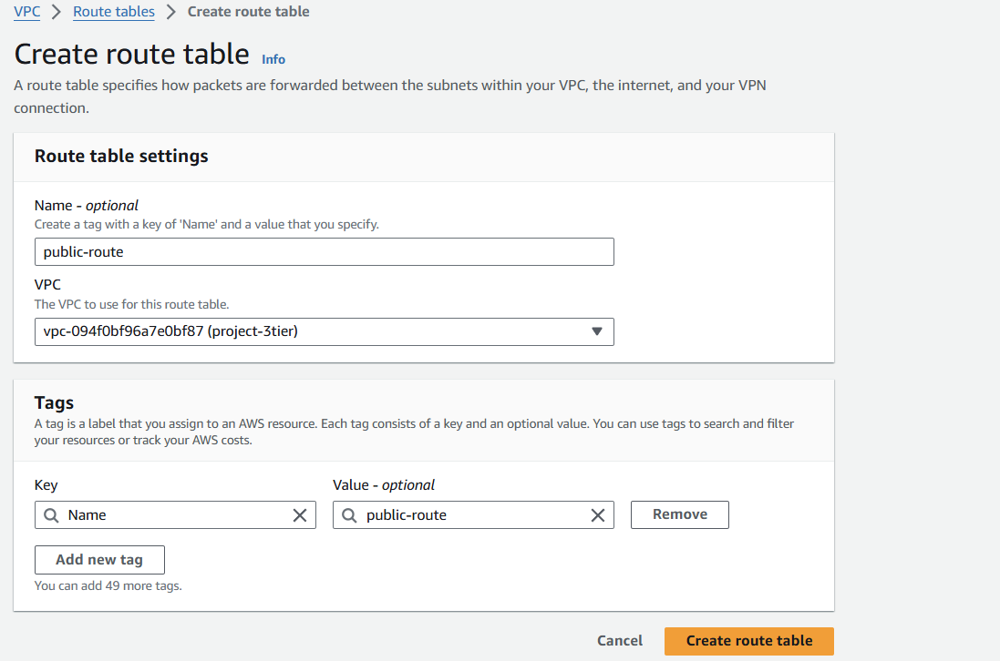 VPC > Route tables > Create route table
Create route table Info
A route table specifies how packets are forwarded between the subnets within your VPC, the internet, and your VPN
connection.
Route table settings
Name - optional
Create a tag with a key of 'Name' and a value that you specify.
public-route
VPC
The VPC to use for this route table.
vpc-094f0bf96a7e0bf87 (project-3tier)
Tags
A tag is a label that you assign to an AWS resource. Each tag consists of a key and an optional value. You can use tags to search and filter
your resources or track your AWS costs.
Key Value - optional
Name public-route Remove
Add new tag
You can add 49 more tags.
Cancel Create route table